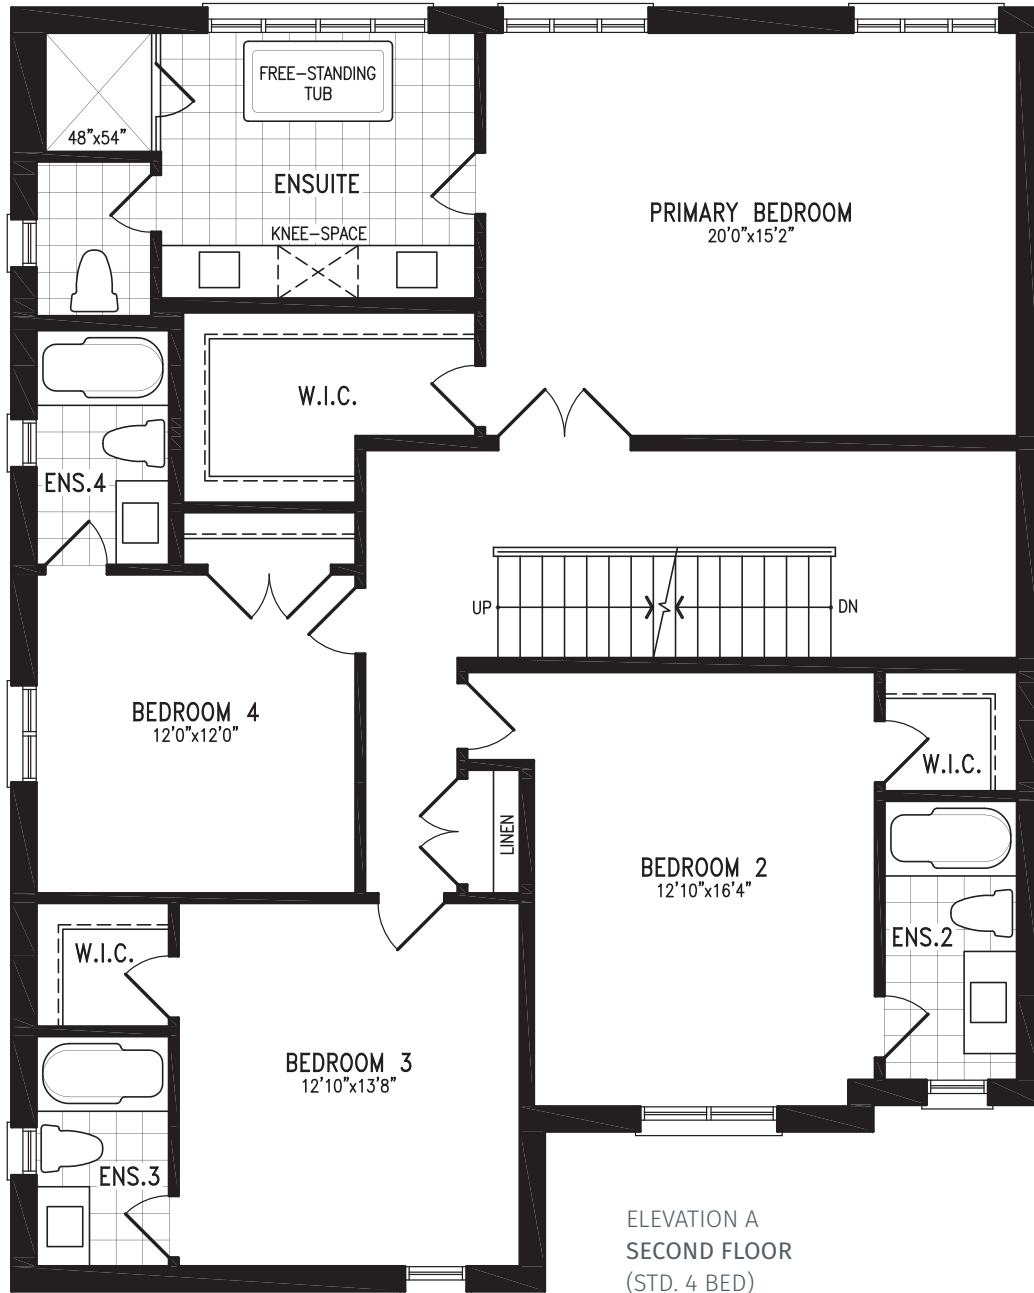 FREE-STANDING
TUB
48"x54"
ENSUITE
KNEE-SPACE
PRIMARY BEDROOM
20'0"x15'2"
W.I.C.
ENS.4
UP
DN
BEDROOM 4
12'0"x12'0"
W.I.C.
LINEN
BEDROOM 2
12'10"x16'4"
ENS.2
W.I.C.
BEDROOM 3
12'10"x13'8"
ENS.3
ELEVATION A
SECOND FLOOR
(STD. 4 BED)